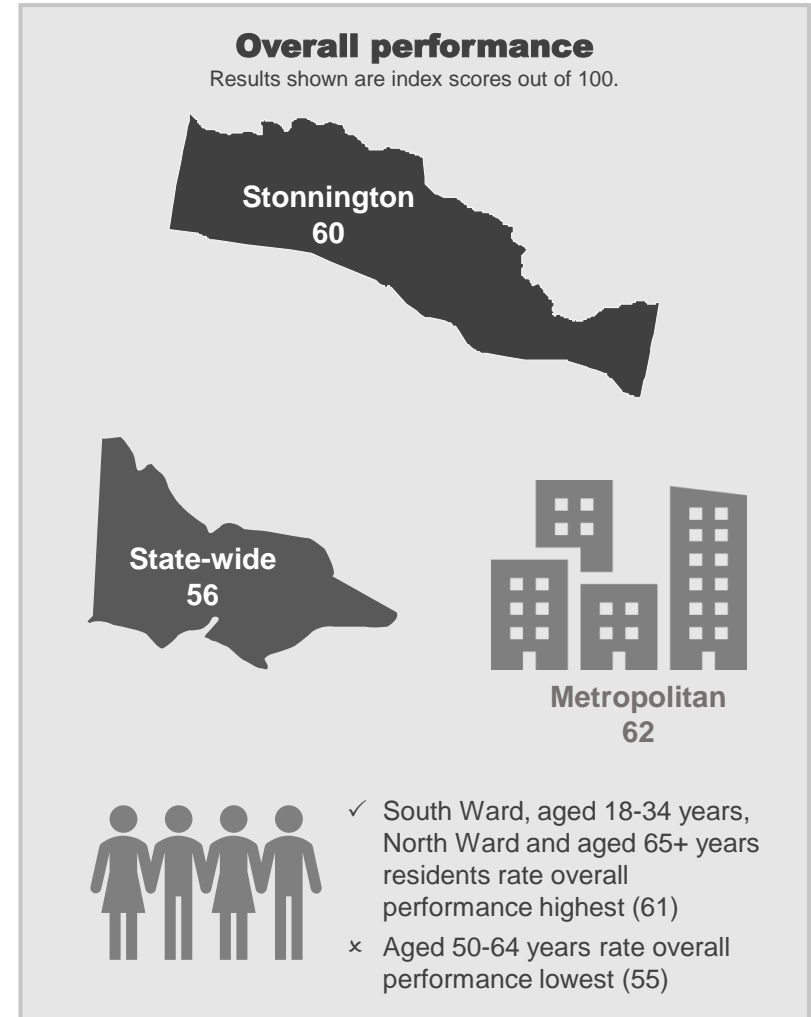 Overall performance
Results shown are index scores out of 100.
Stonnington
60
State-wide
56
Metropolitan
62
✓ South Ward, aged 18-34 years,
North Ward and aged 65+ years
residents rate overall
performance highest (61)
× Aged 50-64 years rate overall
performance lowest (55)